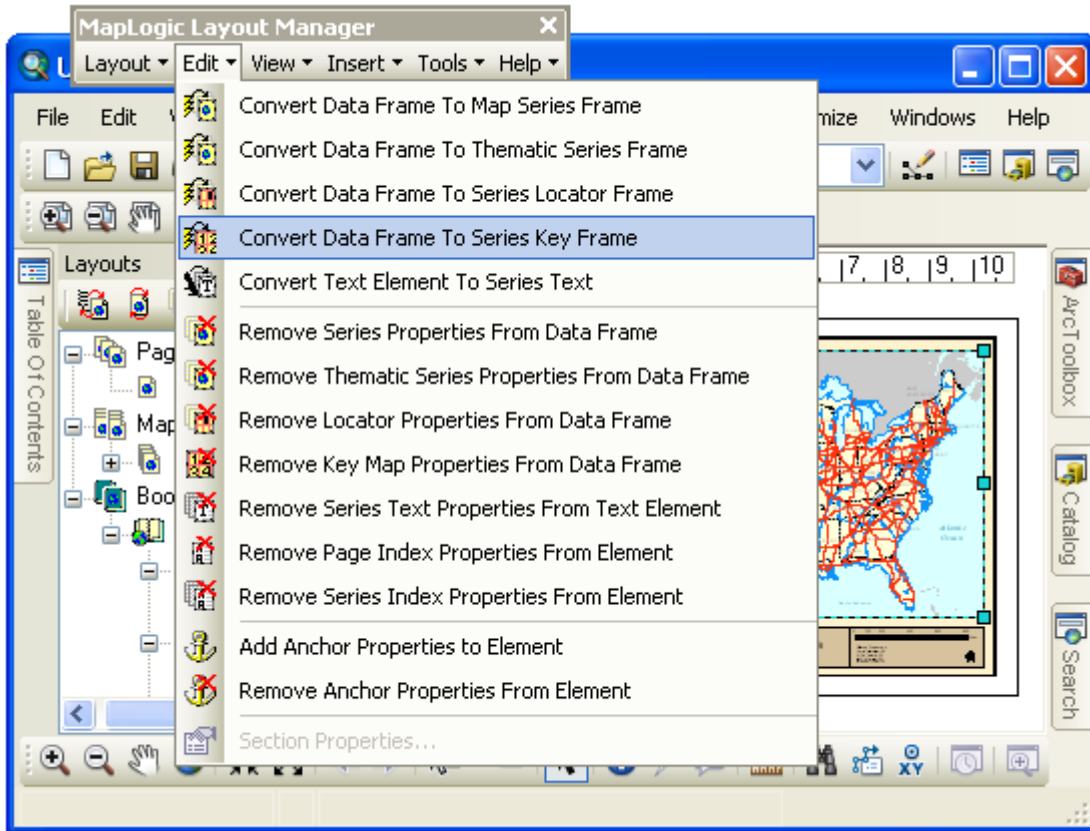 MapLogic Layout Manager
Layout Edit View Insert Tools Help
File Edit
mize Windows Help
Convert Data Frame To Map Series Frame
Convert Data Frame To Thematic Series Frame
Convert Data Frame To Series Locator Frame
Convert Data Frame To Series Key Frame
Convert Text Element To Series Text
Remove Series Properties From Data Frame
Remove Thematic Series Properties From Data Frame
Remove Locator Properties From Data Frame
Remove Key Map Properties From Data Frame
Remove Series Text Properties From Text Element
Remove Page Index Properties From Element
Remove Series Index Properties From Element
Add Anchor Properties to Element
Remove Anchor Properties From Element
Section Properties...
Table Of Contents
Layouts
Pag
Map
Boo
7 8 9 10
ArcToolbox
Catalog
Search
XY